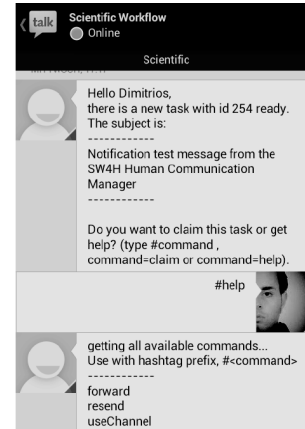 talk
Scientific Workflow
Online
Scientific
Hello Dimitrios,
there is a new task with id 254 ready.
The subject is:
------------
Notification test message from the
SW4H Human Communication
Manager
------------
Do you want to claim this task or get
help? (type #command ,
command=claim or command=help).
#help
getting all available commands...
Use with hashtag prefix, #<command>
------------
forward
resend
useChannel